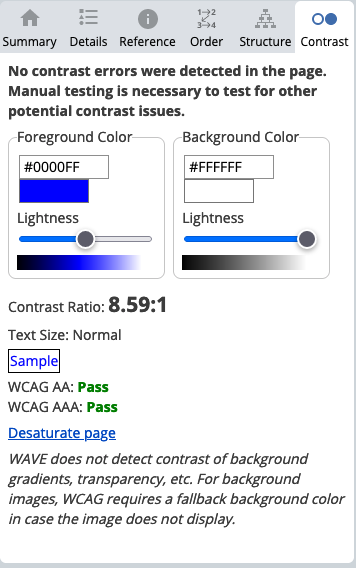 Summary Details Reference Order Structure Contrast
No contrast errors were detected in the page.
Manual testing is necessary to test for other
potential contrast issues.
Foreground Color
#0000FF
Lightness
Background Color
#FFFFFF
Lightness
Contrast Ratio: 8.59:1
Text Size: Normal
Sample
WCAG AA: Pass
WCAG AAA: Pass
Desaturate page
WAVE does not detect contrast of background
gradients, transparency, etc. For background
images, WCAG requires a fallback background color
in case the image does not display.